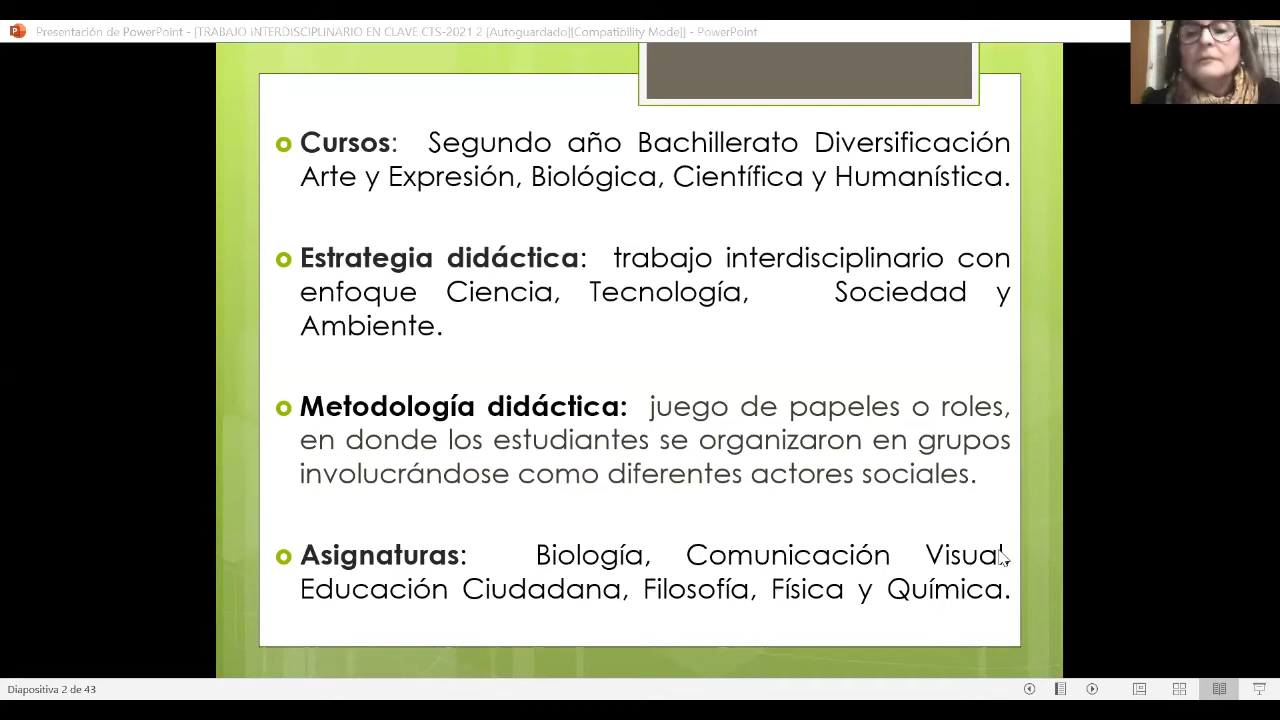 Presentación de PowerPoint - [TRABAJO INTERDISCIPLINARIO EN CLAVE CTS-2021 2 [Autoguardado][Compatibility Mode]] - PowerPoint
Cursos: Segundo año Bachillerato Diversificación
Arte y Expresión, Biológica, Científica y Humanística.
Estrategia didáctica: trabajo interdisciplinario con
enfoque Ciencia, Tecnología, Sociedad y
Ambiente.
Metodología didáctica: juego de papeles o roles,
en donde los estudiantes se organizaron en grupos
involucrándose como diferentes actores sociales.
Asignaturas: Biología, Comunicación Visual,
Educación Ciudadana, Filosofía, Física y Química.
Diapositiva 2 de 43